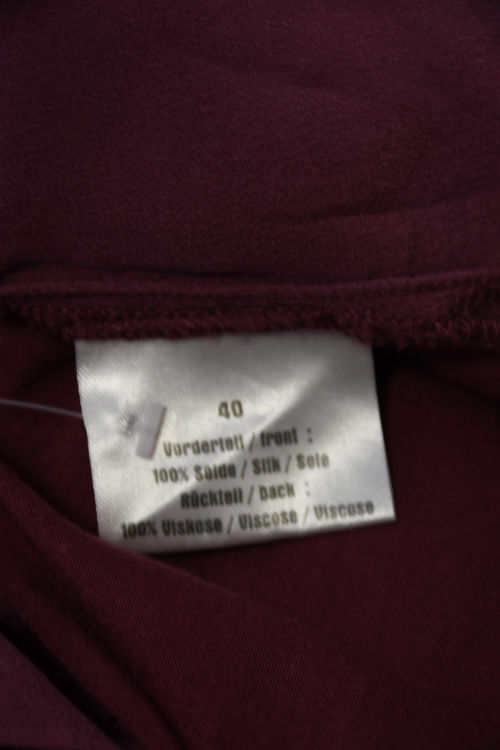 40
Vorderteil / front :
100% Seide / Silk / Soie
Rückteil / back :
100% Viskose / Viscose / Viscose